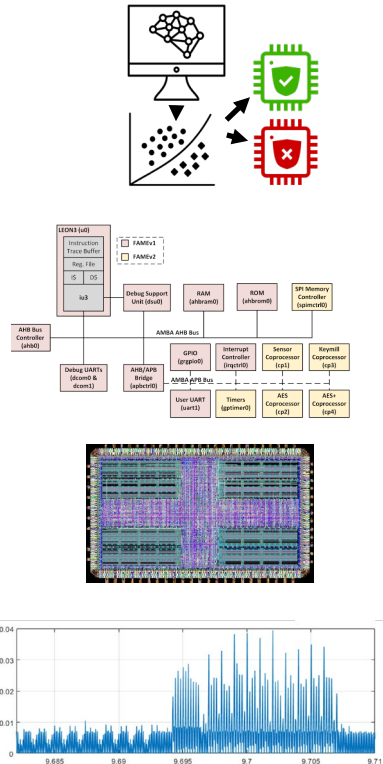 LEON3 (u0)
FAMEv1
FAMEv2
Instruction
Trace Buffer
Reg. File
IS DS
iu3
Debug Support
Unit (dsu0)
RAM
(ahbram0)
ROM
(ahbrom0)
SPI Memory
Controller
(spimctrl0)
AHB Bus
Controller
(ahb0)
AMBA AHB Bus
Debug UARTs
(dcom0 &
dcom1)
AHB/APB
Bridge
(apbctrl0)
GPIO
(grgpio0)
Interrupt
Controller
(irqctrl0)
Sensor
Coprocessor
(cp1)
Keymill
Coprocessor
(cp3)
AMBA APB Bus
User UART
(uart1)
Timers
(gptimer0)
AES
Coprocessor
(cp2)
AES+
Coprocessor
(cp4)
0.04
0.03
0.02
0.01
0
9.685 9.69 9.695 9.7 9.705 9.71